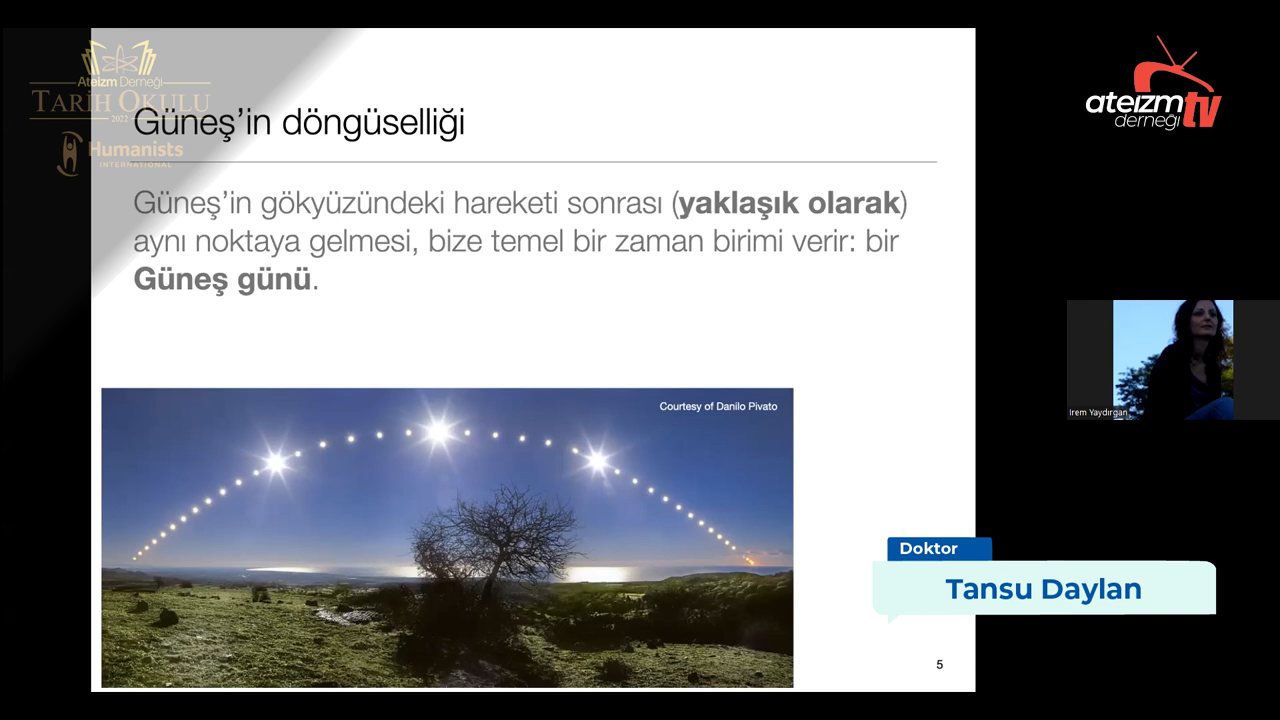 Ateizm Derneği
TARİH OKULU
2022
Humanists
INTERNATIONAL
ateizm tv
derneği
Güneş’in döngüselliği
Güneş’in gökyüzündeki hareketi sonrası (yaklaşık olarak)
aynı noktaya gelmesi, bize temel bir zaman birimi verir: bir
Güneş günü.
Courtesy of Danilo Pivato
Irem Yaydırgan
Doktor
Tansu Daylan
5